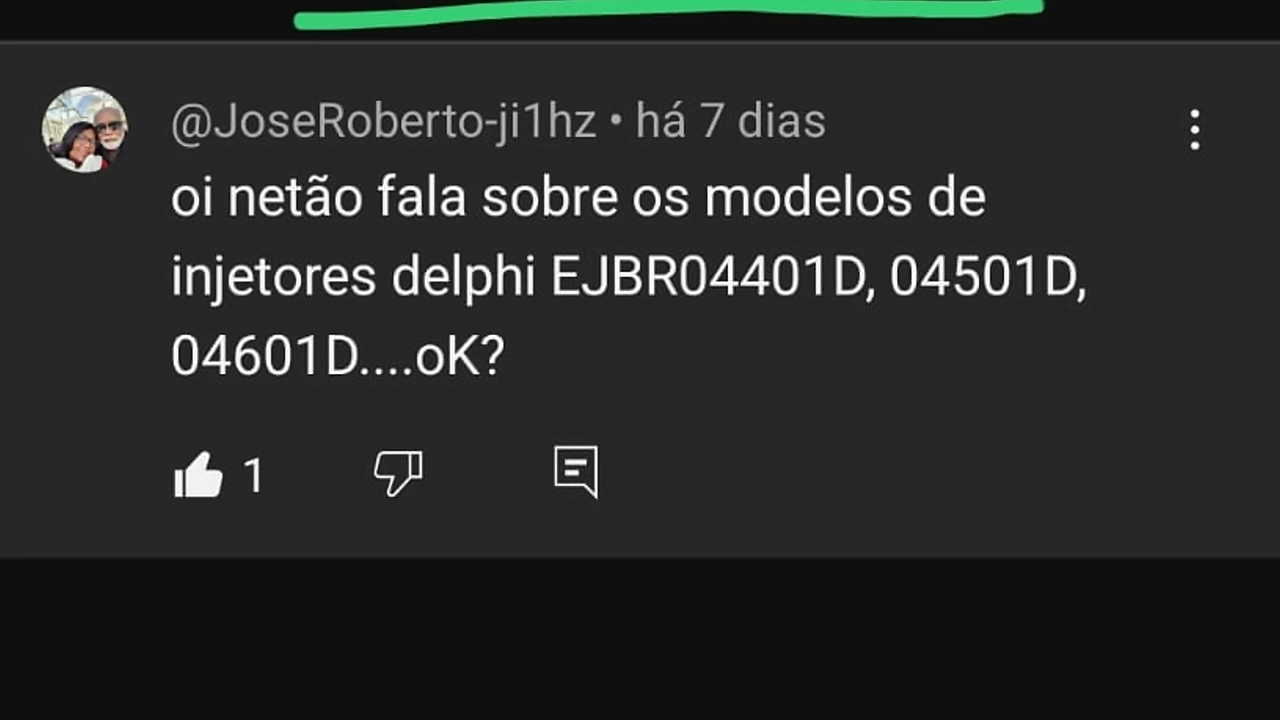 @JoseRoberto-ji1hz • há 7 dias
oi netão fala sobre os modelos de
injetores delphi EJBR04401D, 04501D,
04601D....oK?
1